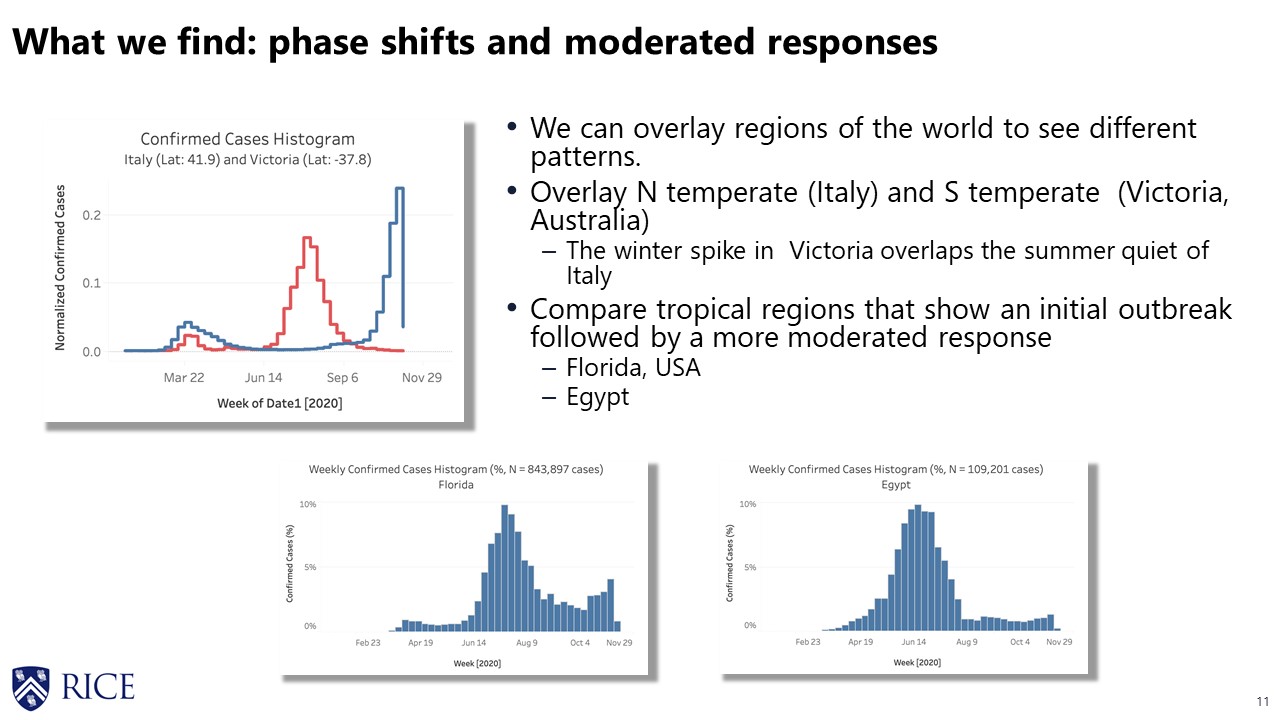 What we find: phase shifts and moderated responses
Confirmed Cases Histogram
Italy (Lat: 41.9) and Victoria (Lat: -37.8)
Normalized Confirmed Cases
0.2
0.1
0.0
Mar 22 Jun 14 Sep 6 Nov 29
Week of Date1 [2020]
• We can overlay regions of the world to see different
patterns.
• Overlay N temperate (Italy) and S temperate (Victoria,
Australia)
– The winter spike in Victoria overlaps the summer quiet of
Italy
• Compare tropical regions that show an initial outbreak
followed by a more moderated response
– Florida, USA
– Egypt
Weekly Confirmed Cases Histogram (%, N = 843,897 cases)
Florida
Confirmed Cases (%)
10%
5%
0%
Feb 23 Apr 19 Jun 14 Aug 9 Oct 4 Nov 29
Week [2020]
Weekly Confirmed Cases Histogram (%, N = 109,201 cases)
Egypt
Confirmed Cases (%)
10%
5%
0%
Feb 23 Apr 19 Jun 14 Aug 9 Oct 4 Nov 29
Week [2020]
RICE
11